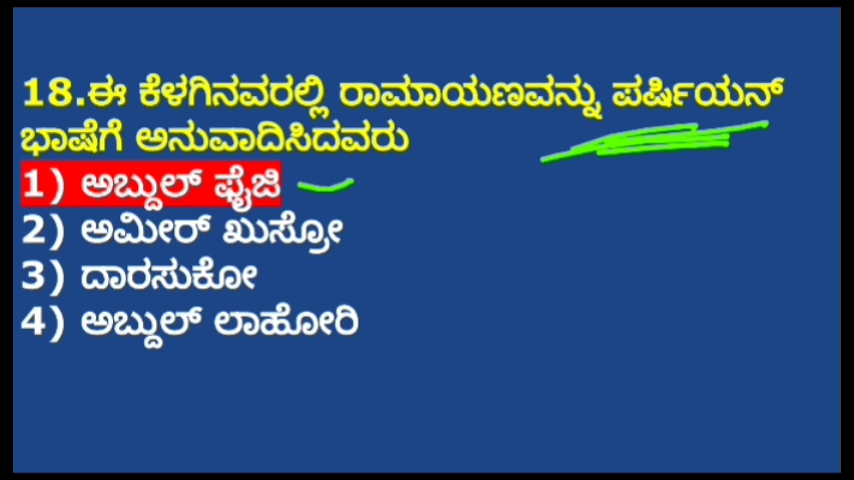 18.ಈ ಕೆಳಗಿನವರಲ್ಲಿ ರಾಮಾಯಣವನ್ನು ಪರ್ಷಿಯನ್
ಭಾಷೆಗೆ ಅನುವಾದಿಸಿದವರು
1) ಅಬ್ದುಲ್ ಫೈಜಿ
2) ಅಮೀರ್ ಖುಸ್ರೋ
3) ದಾರಸುಕೋ
4) ಅಬ್ದುಲ್ ಲಾಹೋರಿ